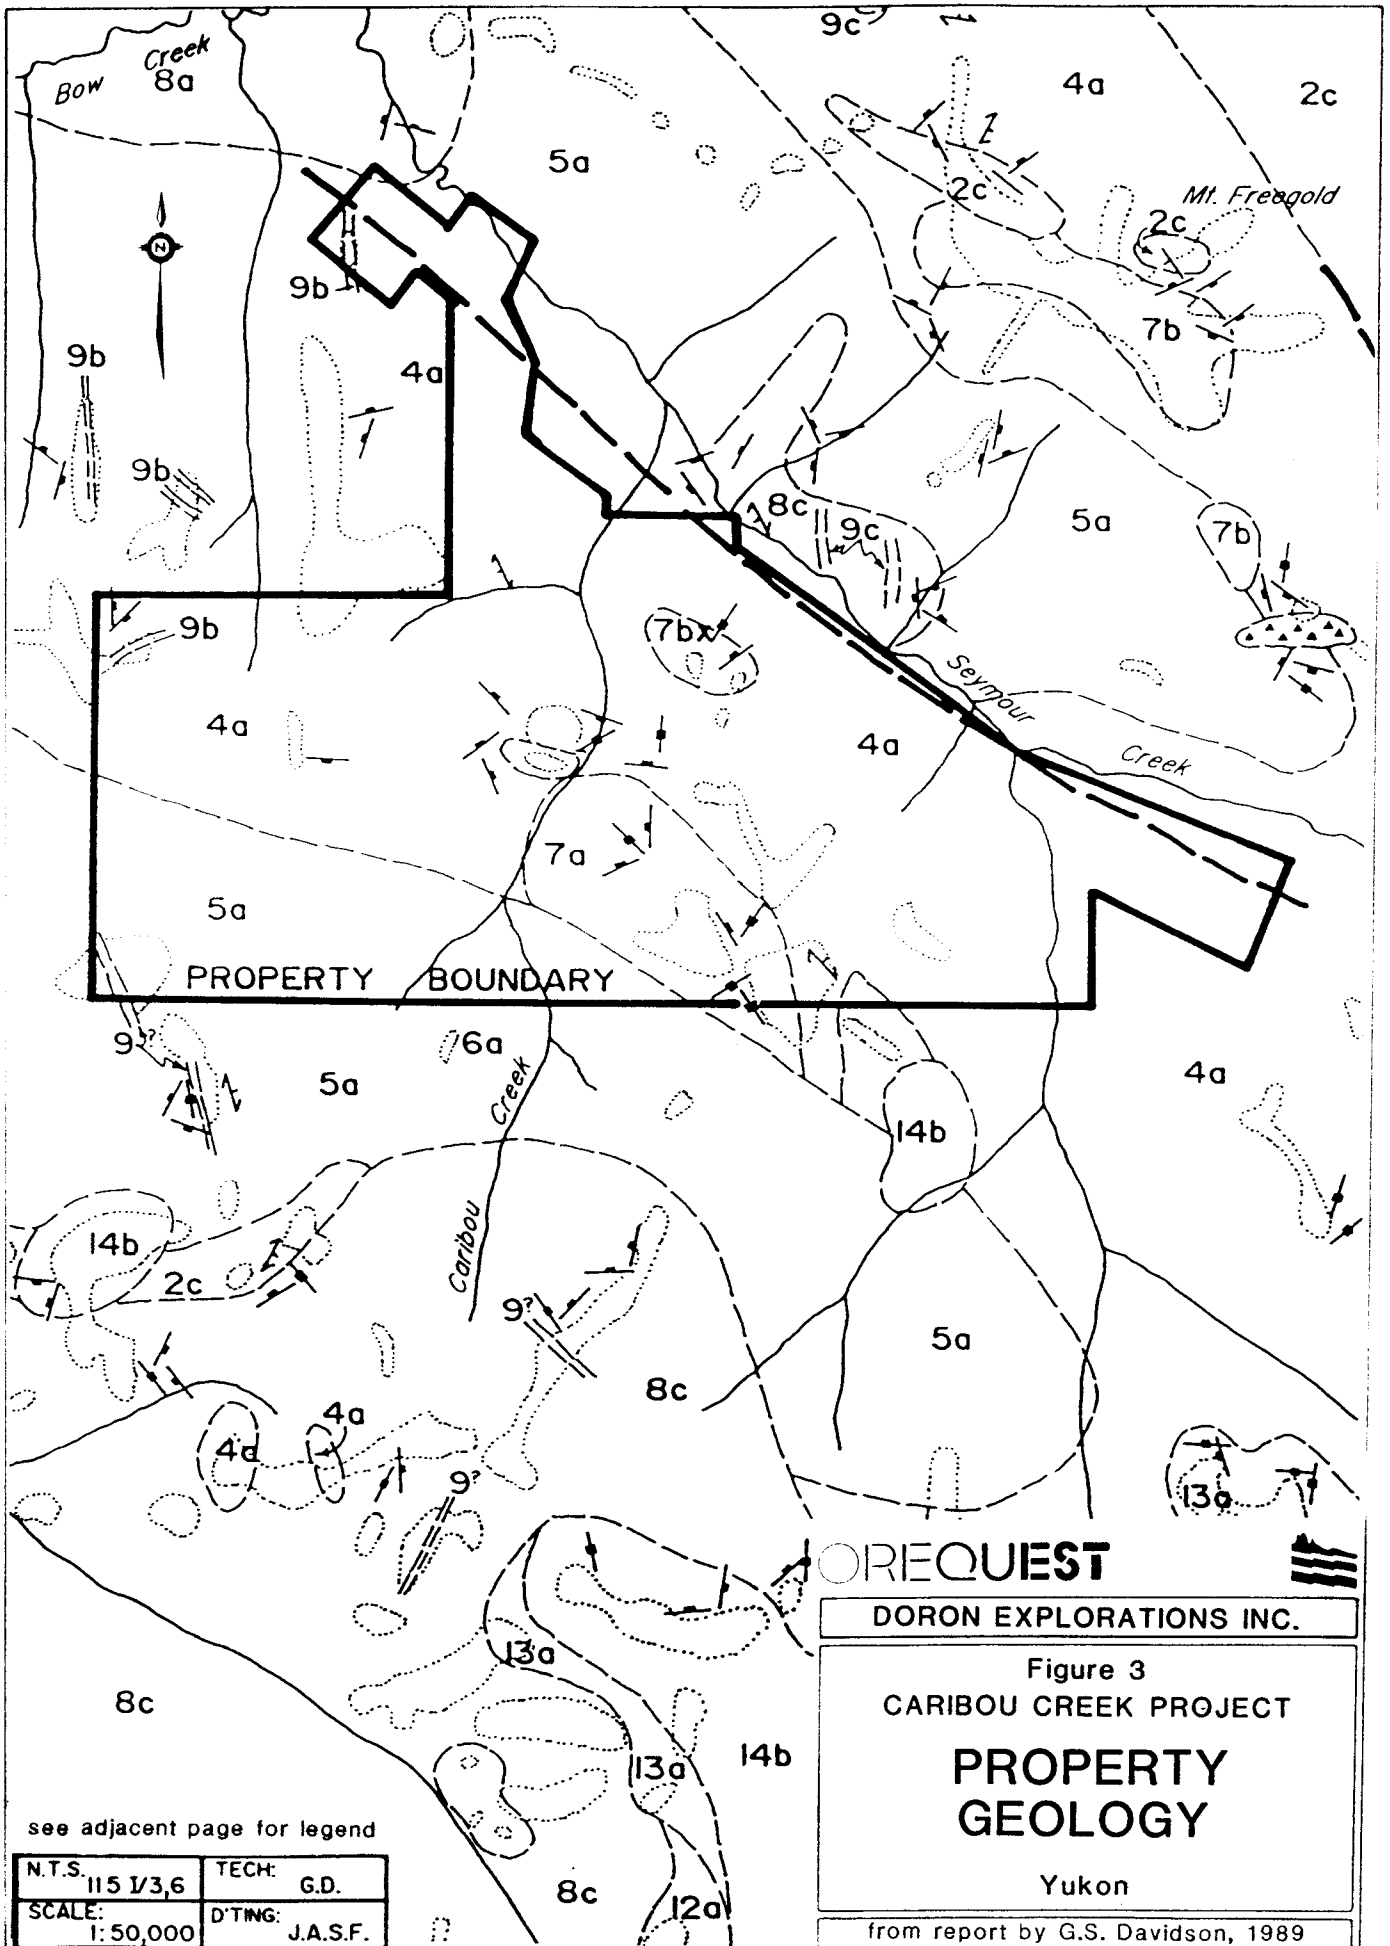 Bow Creek
8a
9c
4a
2c
5a
2c
Mt. Freegold
2c
9b
7b
9b
4a
9b
8c
9c
5a
7b
9b
7bx
Seymour
Creek
4a
4a
7a
5a
PROPERTY BOUNDARY
9??
6a
5a
Creek
4a
14b
Caribou
14b
2c
9?
5a
8c
4a
4a
9?
13a
OREQUEST
DORON EXPLORATIONS INC.
13a
Figure 3
CARIBOU CREEK PROJECT
8c
14b
13a
PROPERTY
GEOLOGY
see adjacent page for legend
N.T.S. 115 I/3,6
TECH: G.D.
8c
Yukon
12a
SCALE: 1:50,000
D'TING: J.A.S.F.
from report by G.S. Davidson, 1989